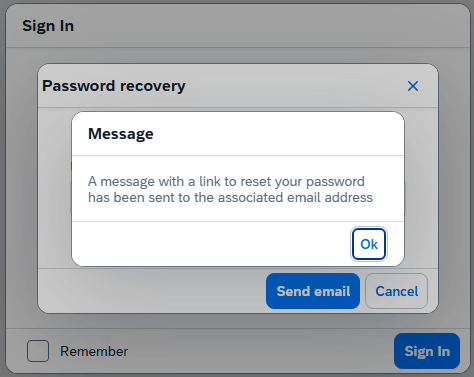 Sign In
Password recovery
Message
A message with a link to reset your password
has been sent to the associated email address
Ok
Send email
Cancel
Remember
Sign In